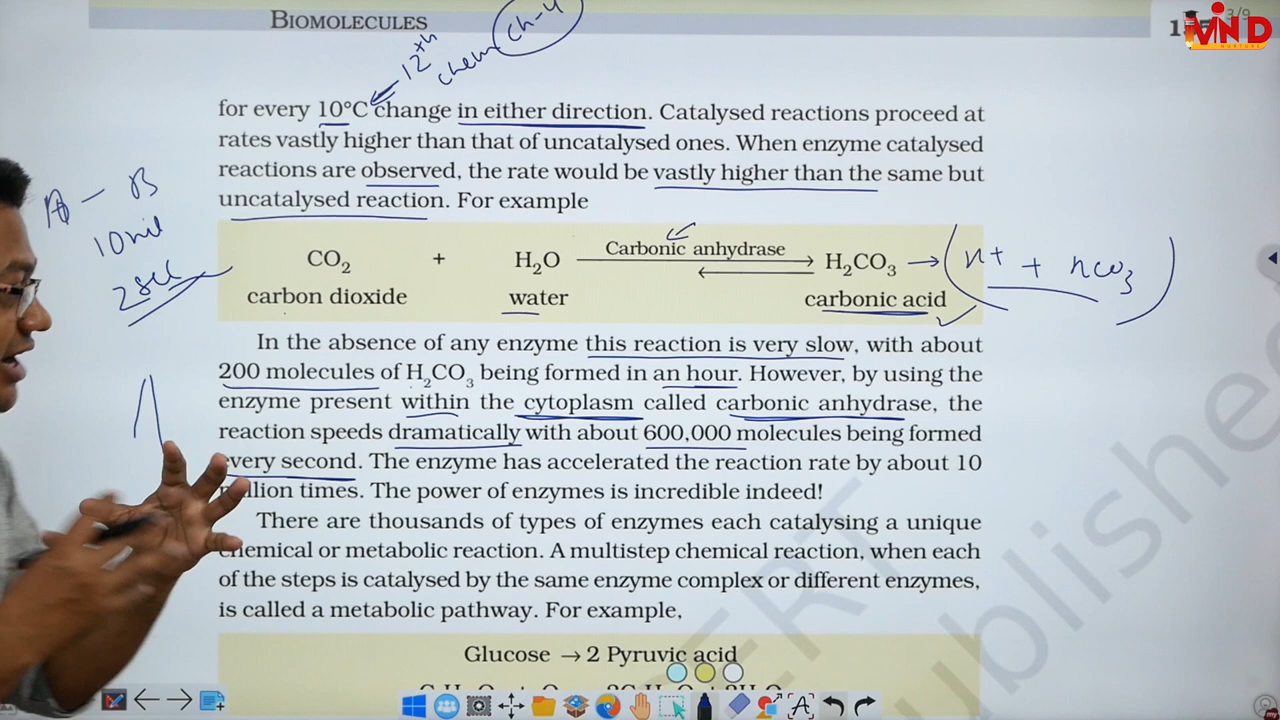 BIOMOLECULES
3/9
MIND
NURTURE
12th
chem Ch-4
for every 10°C change in either direction. Catalysed reactions proceed at
rates vastly higher than that of uncatalysed ones. When enzyme catalysed
reactions are observed, the rate would be vastly higher than the same but
uncatalysed reaction. For example
A - B
10 min
2 sec
CO₂ + H₂O Carbonic anhydrase H₂CO₃ → (H+ + HCO3)
carbon dioxide water carbonic acid
In the absence of any enzyme this reaction is very slow, with about
200 molecules of H₂CO₃ being formed in an hour. However, by using the
enzyme present within the cytoplasm called carbonic anhydrase, the
reaction speeds dramatically with about 600,000 molecules being formed
every second. The enzyme has accelerated the reaction rate by about 10
million times. The power of enzymes is incredible indeed!
There are thousands of types of enzymes each catalysing a unique
chemical or metabolic reaction. A multistep chemical reaction, when each
of the steps is catalysed by the same enzyme complex or different enzymes,
is called a metabolic pathway. For example,
Glucose → 2 Pyruvic acid